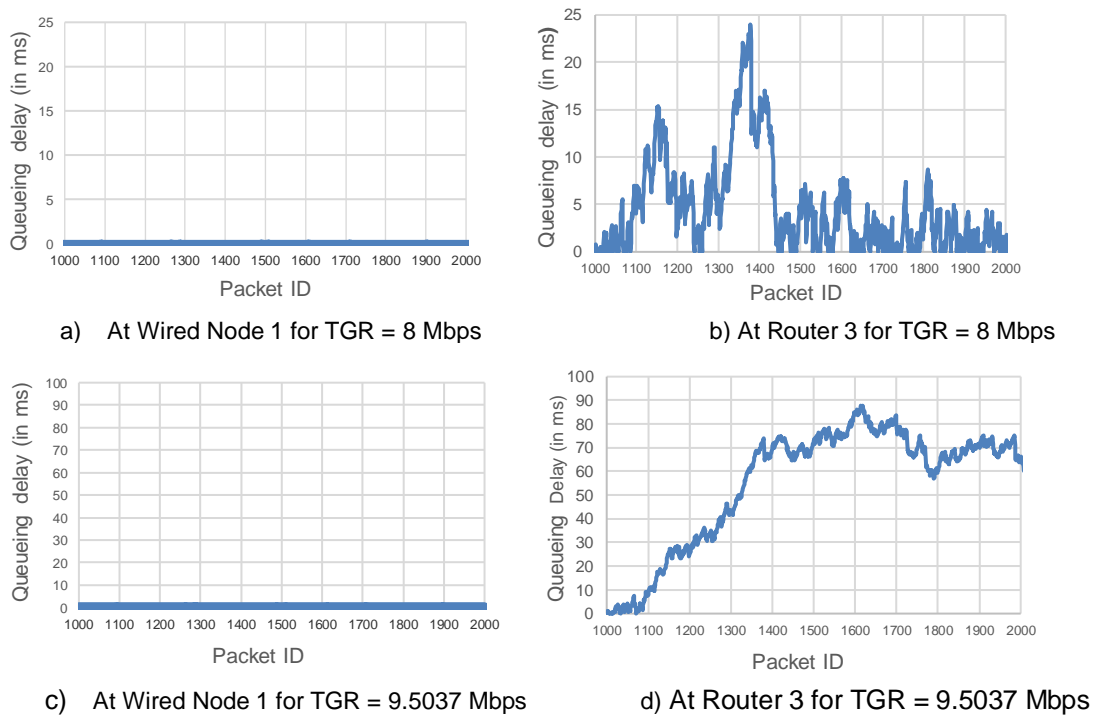 Queueing delay (in ms)
25
20
15
10
5
0
1000 1100 1200 1300 1400 1500 1600 1700 1800 1900 2000
Packet ID
a) At Wired Node 1 for TGR = 8 Mbps
Queueing delay (in ms)
25
20
15
10
5
0
1000 1100 1200 1300 1400 1500 1600 1700 1800 1900 2000
Packet ID
b) At Router 3 for TGR = 8 Mbps
Queueing delay (in ms)
100
90
80
70
60
50
40
30
20
10
0
1000 1100 1200 1300 1400 1500 1600 1700 1800 1900 2000
Packet ID
c) At Wired Node 1 for TGR = 9.5037 Mbps
Queueing Delay (in ms)
100
90
80
70
60
50
40
30
20
10
0
1000 1100 1200 1300 1400 1500 1600 1700 1800 1900 2000
Packet ID
d) At Router 3 for TGR = 9.5037 Mbps